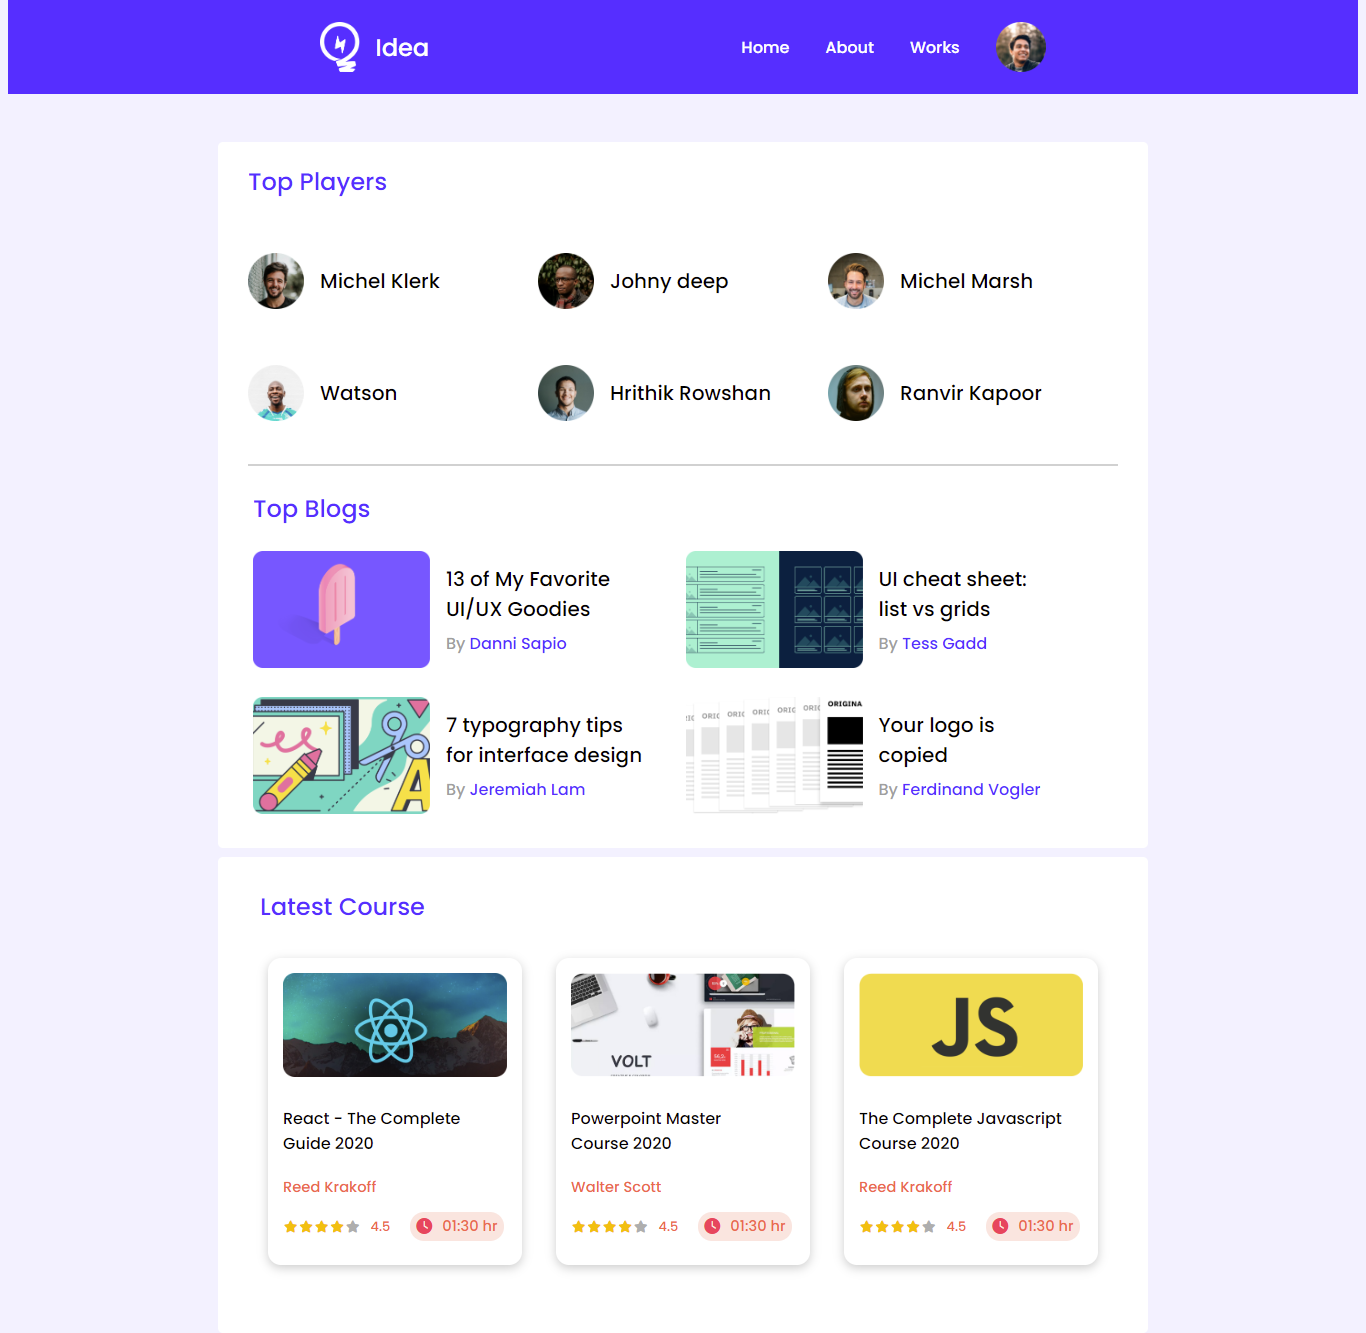 Idea
Home
About
Works
Top Players
Michel Klerk
Johny deep
Michel Marsh
Watson
Hrithik Rowshan
Ranvir Kapoor
Top Blogs
13 of My Favorite
UI/UX Goodies
By Danni Sapio
UI cheat sheet:
list vs grids
By Tess Gadd
7 typography tips
for interface design
By Jeremiah Lam
ORIGINA
Your logo is
copied
By Ferdinand Vogler
Latest Course
VOLT
JS
React - The Complete
Guide 2020
Reed Krakoff
4.5
01:30 hr
Powerpoint Master
Course 2020
Walter Scott
4.5
01:30 hr
The Complete Javascript
Course 2020
Reed Krakoff
4.5
01:30 hr